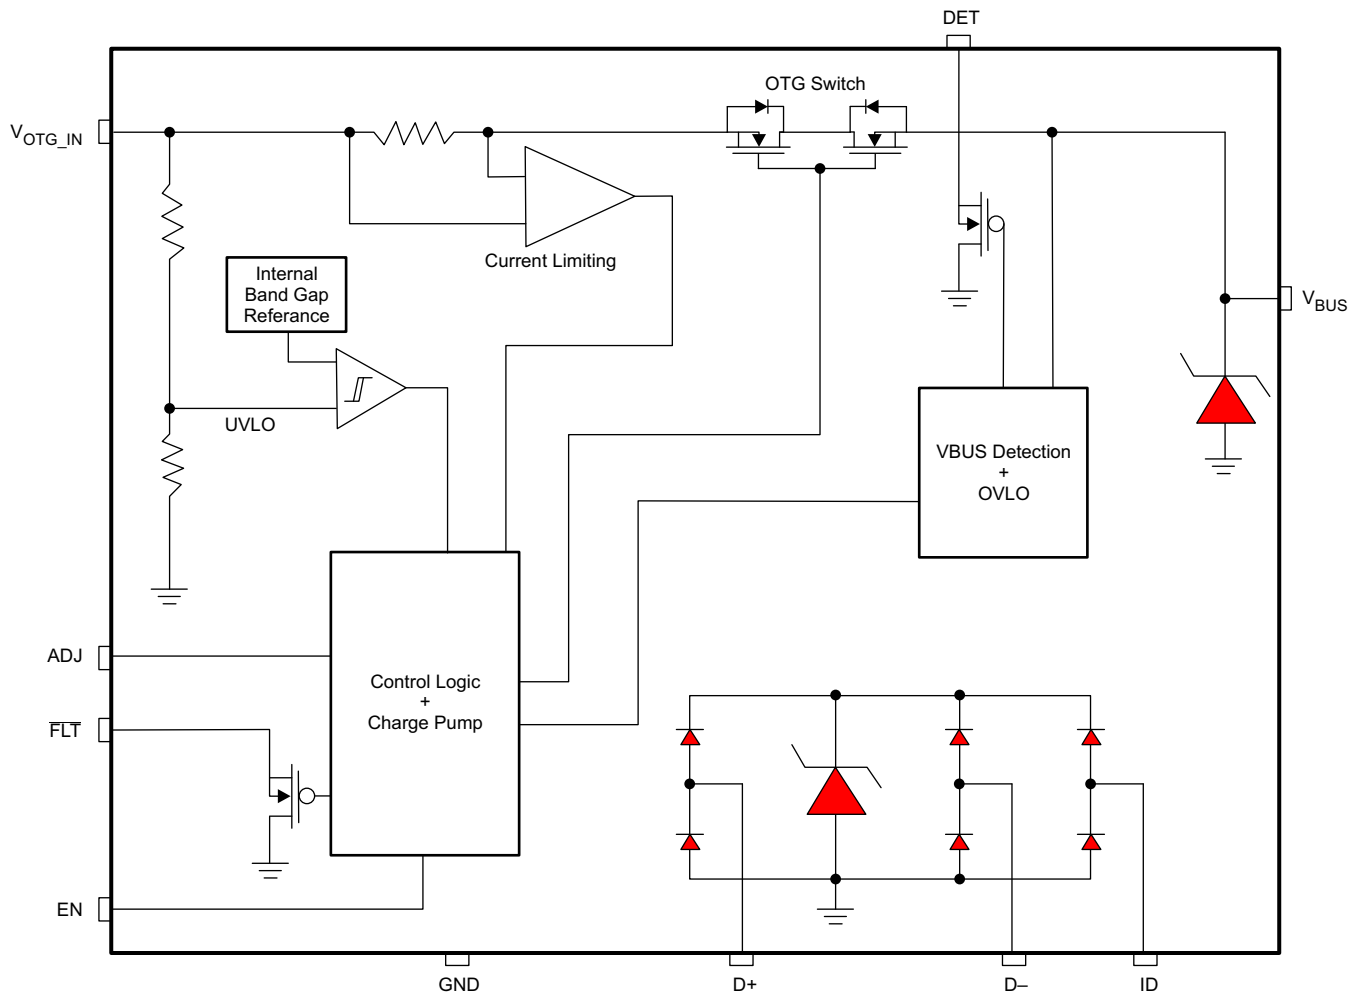 DET
OTG Switch
VOTG_IN
Current Limiting
Internal
Band Gap
Referance
VBUS
UVLO
VBUS Detection
+
OVLO
ADJ
Control Logic
+
Charge Pump
FLT
EN
GND
D+
D–
ID